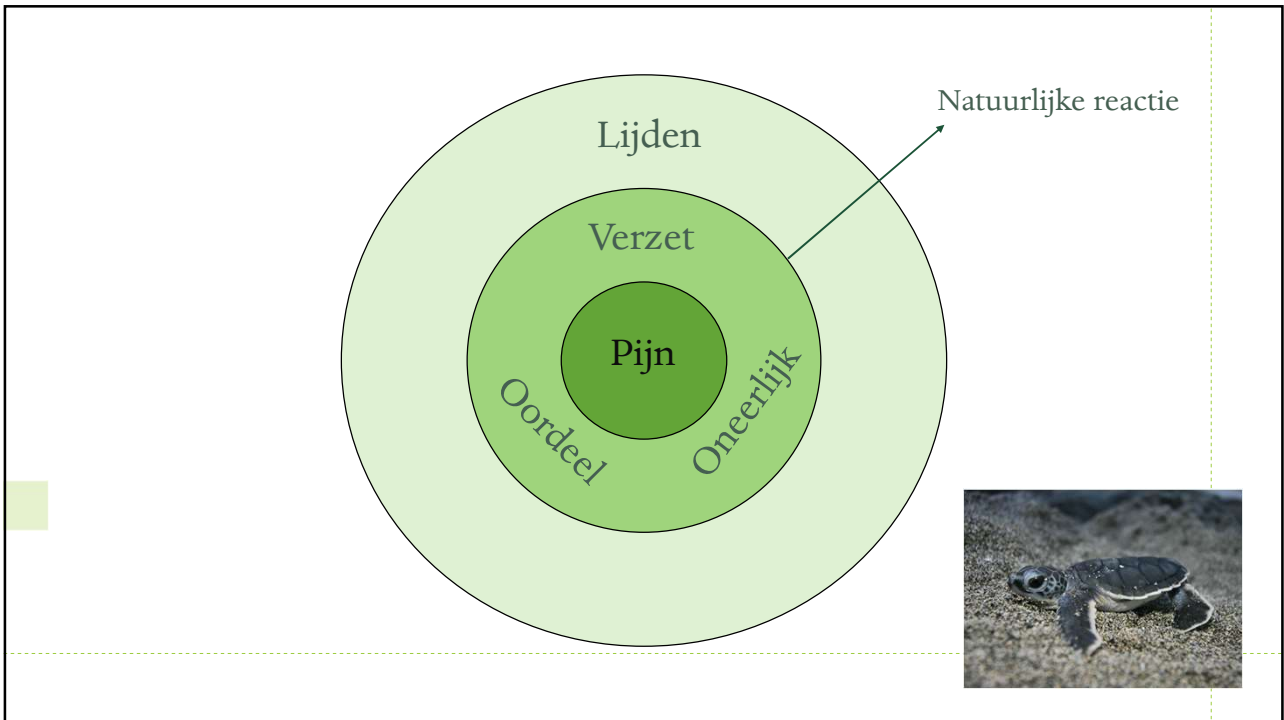 Natuurlijke reactie
Lijden
Verzet
Pijn
Oordeel
Oneerlijk